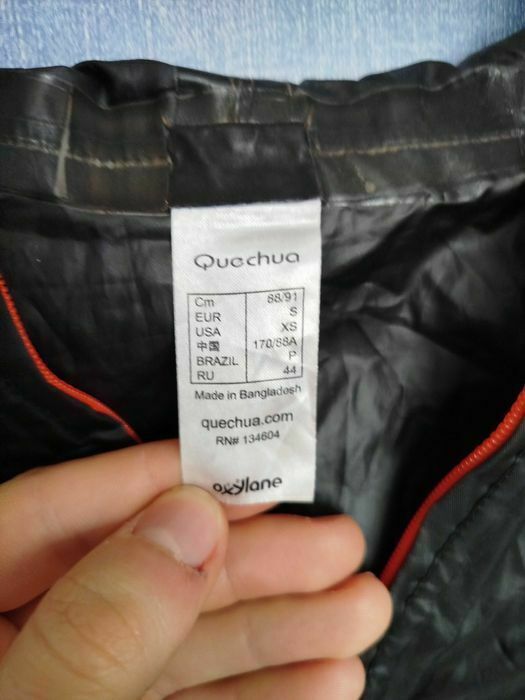 Quechua
Cm 88/91
EUR S
USA XS
中国 170/88A
BRAZIL P
RU 44
Made in Bangladesh
quechua.com
RN# 134604
oxylane